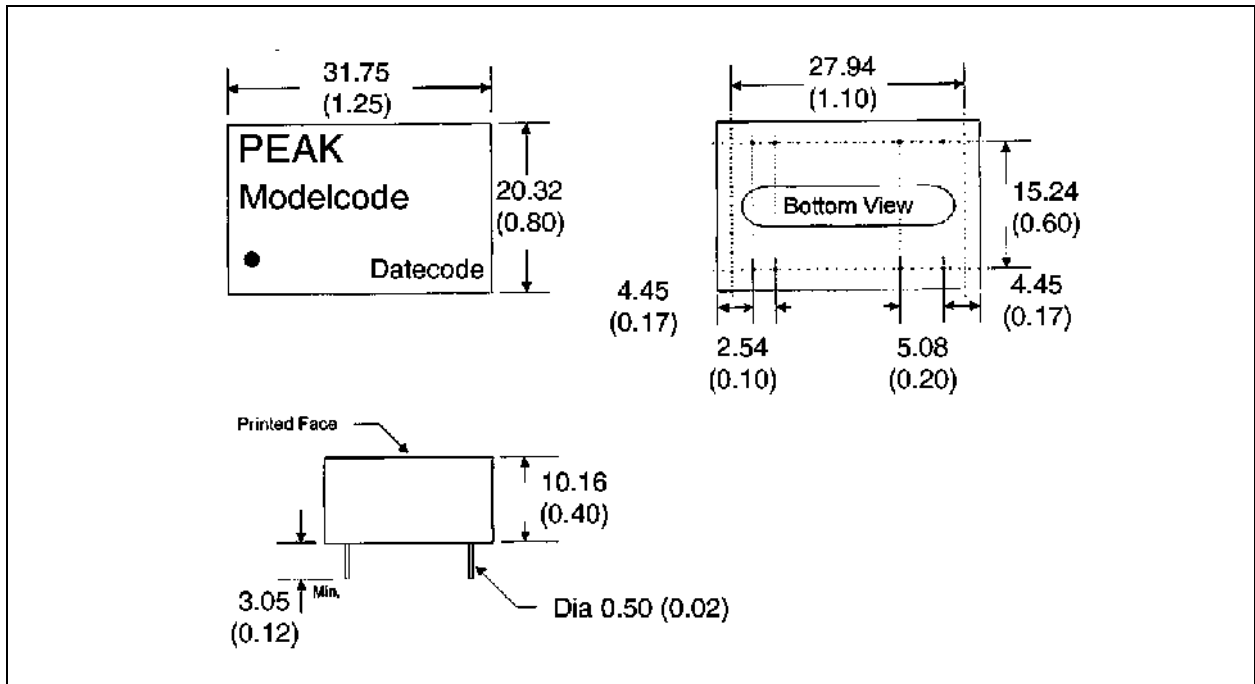 31.75
(1.25)
PEAK
Modelcode
Datecode
20.32
(0.80)
27.94
(1.10)
Bottom View
15.24
(0.60)
4.45
(0.17)
2.54
(0.10)
5.08
(0.20)
4.45
(0.17)
Printed Face
10.16
(0.40)
3.05
(0.12)
Min.
Dia 0.50 (0.02)